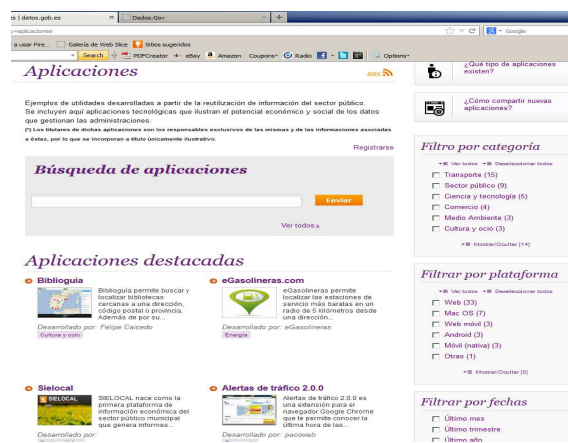 s | datos.gob.es
Dados.Gov
=aplicaciones
Google
a usar Fire...
Galería de Web Slice
Sitios sugeridos
Search
PDFCreator
eBay
Amazon
Coupons
Radio
Options
Aplicaciones
RSS
Ejemplos de utilidades desarrolladas a partir de la reutilización de información del sector público.
Se incluyen aquí aplicaciones tecnológicas que ilustran el potencial económico y social de los datos
que gestionan las administraciones.
(*) Los titulares de dichas aplicaciones son los responsables exclusivos de las mismas y de las informaciones asociadas
a éstas, por lo que se incorporan a título únicamente ilustrativo.
Registrarse
Búsqueda de aplicaciones
Enviar
Ver todos >
Aplicaciones destacadas
Biblioguía
Biblioguía permite buscar y
localizar bibliotecas
cercanas a una dirección,
código postal o provincia.
Además de por su...
Desarrollado por: Felipe Caicedo
Cultura y ocio
eGasolineras.com
eGasolineras permite
localizar las estaciones de
servicio más baratas en un
radio de 5 kilómetros desde
una dirección...
Desarrollado por: eGasolineras
Energía
Sielocal
SIELOCAL
SIELOCAL nace como la
primera plataforma de
información económica del
sector público municipal
que genera informes...
Desarrollado por:
Alertas de tráfico 2.0.0
Alertas de tráfico 2.0.0 es
una extensión para el
navegador Google Chrome
que te permite conocer la
última hora de las...
Desarrollado por: pacoweb
¿Qué tipo de aplicaciones
existen?
¿Cómo compartir nuevas
aplicaciones?
Filtro por categoría
Ver todos
Deseleccionar todos
Transporte (15)
Sector público (9)
Ciencia y tecnología (5)
Comercio (4)
Medio Ambiente (3)
Cultura y ocio (3)
Mostrar/Ocultar [14]
Filtrar por plataforma
Ver todos
Deseleccionar todos
Web (33)
Mac OS (7)
Web móvil (3)
Android (3)
Móvil (nativa) (3)
Otras (1)
Mostrar/Ocultar [0]
Filtrar por fechas
Último mes
Último trimestre
Último año